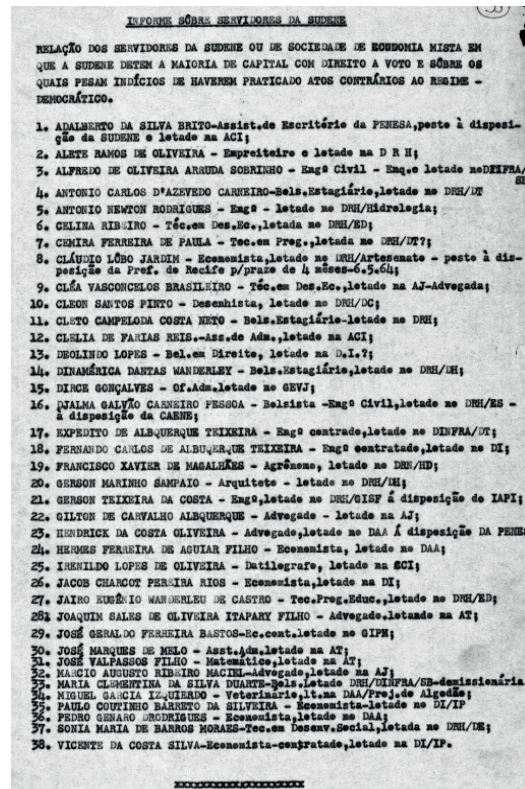 38
INFORME SÔBRE SERVIDORES DA SUDENE
RELAÇÃO DOS SERVIDORES DA SUDENE OU DE SOCIEDADE DE ECONOMIA MISTA EM
QUE A SUDENE DETEM A MAIORIA DE CAPITAL COM DIREITO A VOTO E SÔBRE OS
QUAIS PESAM INDÍCIOS DE HAVEREM PRATICADO ATOS CONTRÁRIOS AO REGIME -
DEMOCRÁTICO.
1. ADALBERTO DA SILVA BRITO-Assist.de Escritório da PENESA,posto à disposi-
ção da SUDENE e lotado na ACI;
2. ALETE RAMOS DE OLIVEIRA - Empreiteiro e lotado na D R H;
3. ALFREDO DE OLIVEIRA ARRUDA SOBRINHO - Engº Civil - Enq.e lotado no DINFRA/
SB
4. ANTONIO CARLOS D'AZEVEDO CARNEIRO-Bols.Estagiário,lotado no DRH/DT
5. ANTONIO NEWTON RODRIGUES - Engº - lotado no DRH/Hidrologia;
6. CELINA RIBEIRO - Téc.em Des.Ec.,lotada no DRH/ED;
7. CEMIRA FERREIRA DE PAULA - Tec.em Prog.,lotada no DRH/DT?;
8. CLÁUDIO LÔBO JARDIM - Economista,lotado no DRH/Artesanato - posto à dis-
posição da Pref. de Recife p/prazo de 4 mêses-6.5.64;
9. CLÉA VASCONCELOS BRASILEIRO - Téc.em Des.Ec.,lotada na AJ-Advogada;
10. CLEON SANTOS PINTO - Desenhista, lotado no DRH/DC;
11. CLETO CAMPELODA COSTA NETO - Bols.Estagiário-lotado no DRH;
12. CLELIA DE FARIAS REIS.-Ass.de Adm.,lotado na ACI;
13. DEOLINDO LOPES - Bel.em Direito, lotado na D.I.?;
14. DINAMÉRICA DANTAS WANDERLEY - Bols.Estagiário,lotado no DRH/DH;
15. DIRCE GONÇALVES - Of.Adm.lotado no GEVJ;
16. DJALMA GALVÃO CARNEIRO PESSOA - Bolsista -Engº Civil,lotado no DRH/ES -
à disposição da CAENE;
17. EXPEDITO DE ALBQUERQUE TEIXEIRA - Engº contrado,lotado no DINFRA/DT;
18. FERNANDO CARLOS DE ALBUQERQUE TEIXEIRA - Engº contratado,lotado no DI;
19. FRANCISCO XAVIER DE MAGALHÃES - Agrônomo, lotado no DRN/HD;
20. GERSON MARINHO SAMPAIO - Arquiteto - lotado no DRH/DH;
21. GERSON TEIXEIRA DA COSTA - Engº,lotado no DRH/GISF á disposição do IAPI;
22. GILTON DE CARVALHO ALBQUERQUE - Advogado - lotado na AJ;
23. HENDRICK DA COSTA OLIVEIRA - Advogado,lotado no DAA Á disposição DA PENES
24. HERMES FERREIRA DE AGUIAR FILHO - Economista, lotado no DAA;
25. IRENILDO LOPES DE OLIVEIRA - Datilografo, lotado na ECI;
26. JACOB CHARCOT PEREIRA RIOS - Economista,lotado na DI;
27. JAIRO EUGÊNIO WANDERLEU DE CASTRO - Tec.Prog.Educ.,lotado no DRH/ED;
281 JOAQUIM SALES DE OLIVEIRA ITAPARY FILHO - Advogado.lotando na AT;
29. JOSÉ GERALDO FERREIRA BASTOS-Ec.cont.lotado no GIPH;
30. JOSÉ MARQUES DE MELO - Asst.Adm.lotado na AT;
31. JOSÉ VALPASSOS FILHO - Matemático,lotado na AT;
32. MARCIO AUGUSTO RIBEIRO MACIEL-Advogado,lotado na AJ;
33. MARIA CLEMENTINA DA SILVA DUARTE-Bols.lotado DRH/DINFRA/SB-demissionária
34. MIGUEL GARCIA IZQUIERDO - Veterinário,lt.na DAA/Proj.do Algodão;
35. PAULO COUTINHO BARRETO DA SILVEIRA - Economista-lotado no DI/IP
36. PEDRO GENARO DRODRIGUES - Economista,lotado no DAA;
37. SONIA MARIA DE BARROS MORAES-Tec.em Desenv.Social,lotada no DRH/DE;
38. VICENTE DA COSTA SILVA-Economista-contratado,lotado na DI/IP.
xxxxxxxxxxxxxxxxxxxx